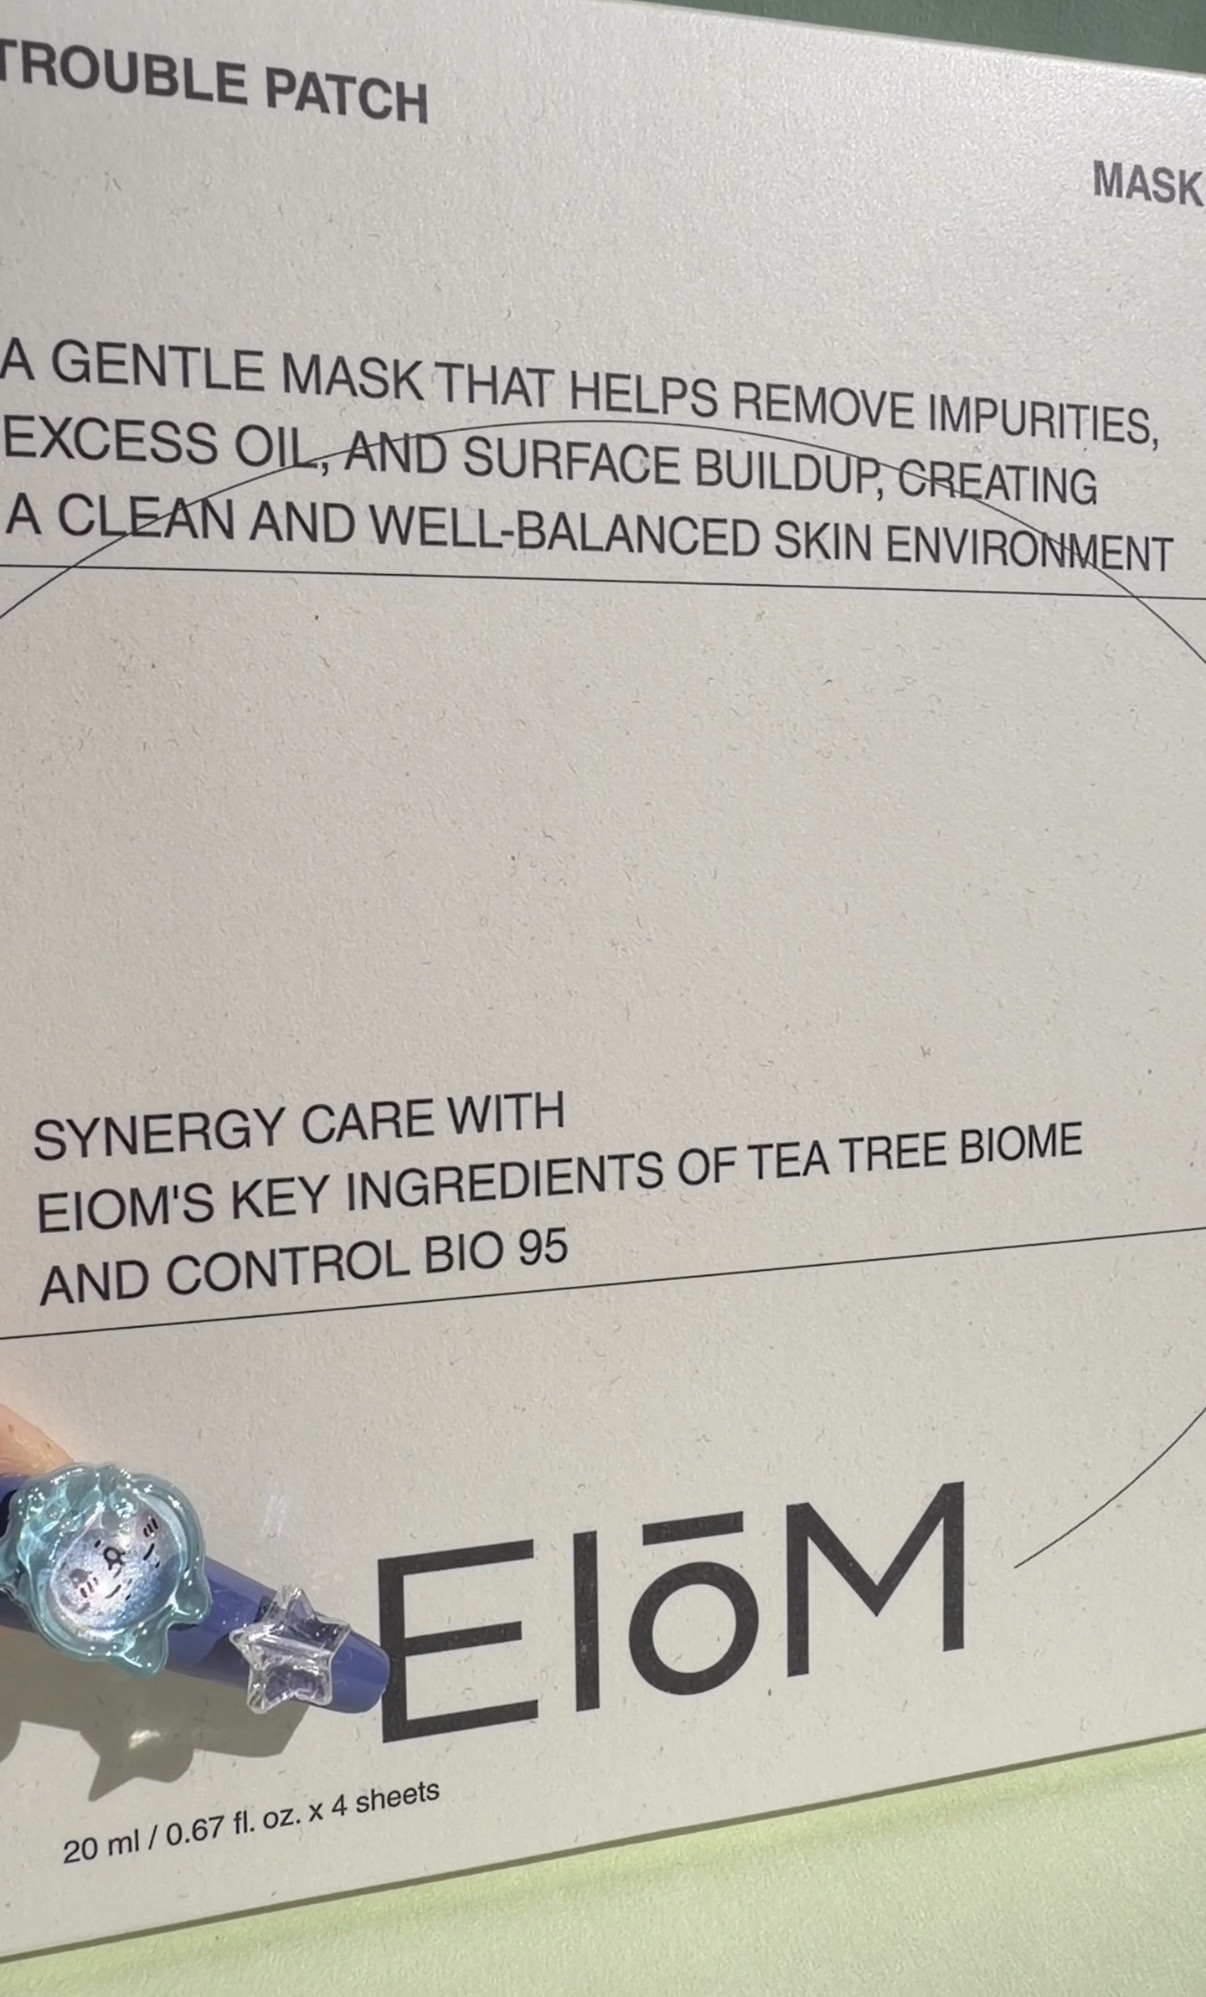 TROUBLE PATCH
MASK
A GENTLE MASK THAT HELPS REMOVE IMPURITIES,
EXCESS OIL, AND SURFACE BUILDUP, CREATING
A CLEAN AND WELL-BALANCED SKIN ENVIRONMENT
SYNERGY CARE WITH
EIOM'S KEY INGREDIENTS OF TEA TREE BIOME
AND CONTROL BIO 95
EIōM
20 ml / 0.67 fl. oz. x 4 sheets